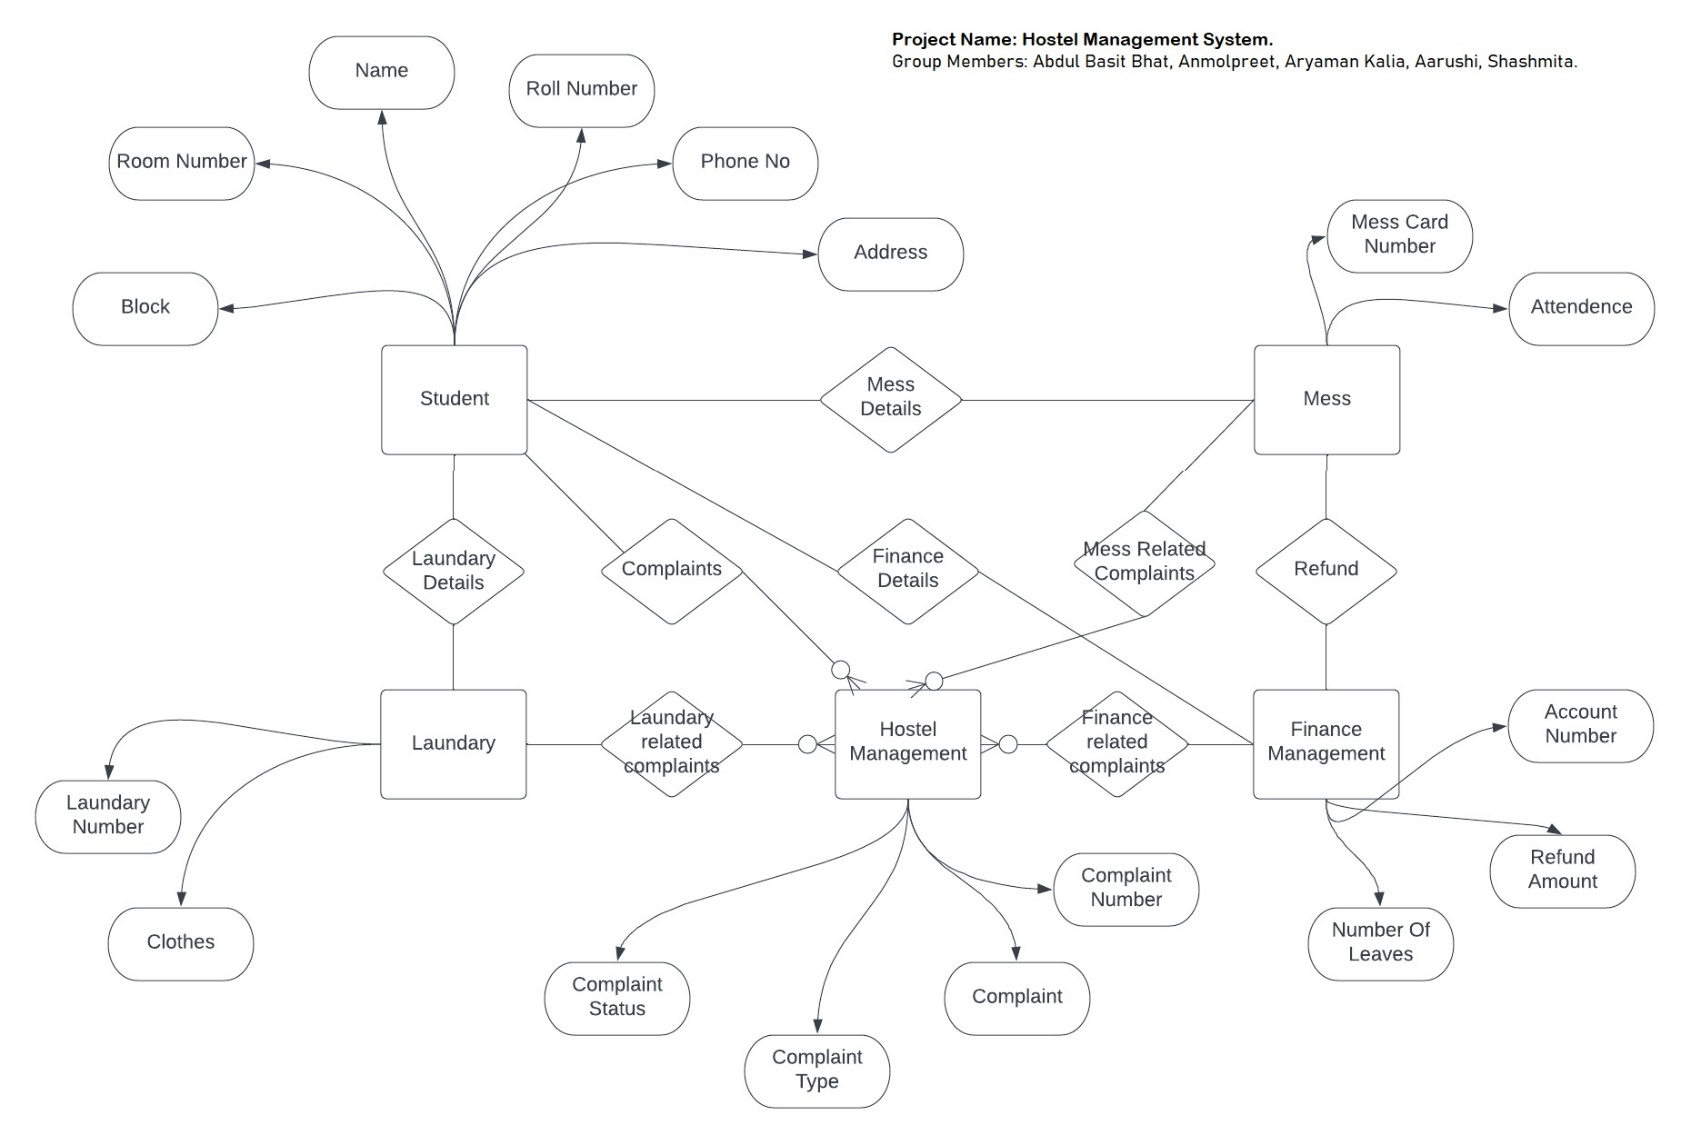 Project Name: Hostel Management System.
Group Members: Abdul Basit Bhat, Anmolpreet, Aryaman Kalia, Aarushi, Shashmita.
Name
Roll Number
Room Number
Phone No
Mess Card
Number
Address
Block
Attendence
Student
Mess
Details
Mess
Laundary
Details
Complaints
Finance
Details
Mess Related
Complaints
Refund
Laundary
Laundary
related
complaints
Hostel
Management
Finance
related
complaints
Finance
Management
Account
Number
Laundary
Number
Refund
Amount
Complaint
Number
Clothes
Number Of
Leaves
Complaint
Status
Complaint
Complaint
Type